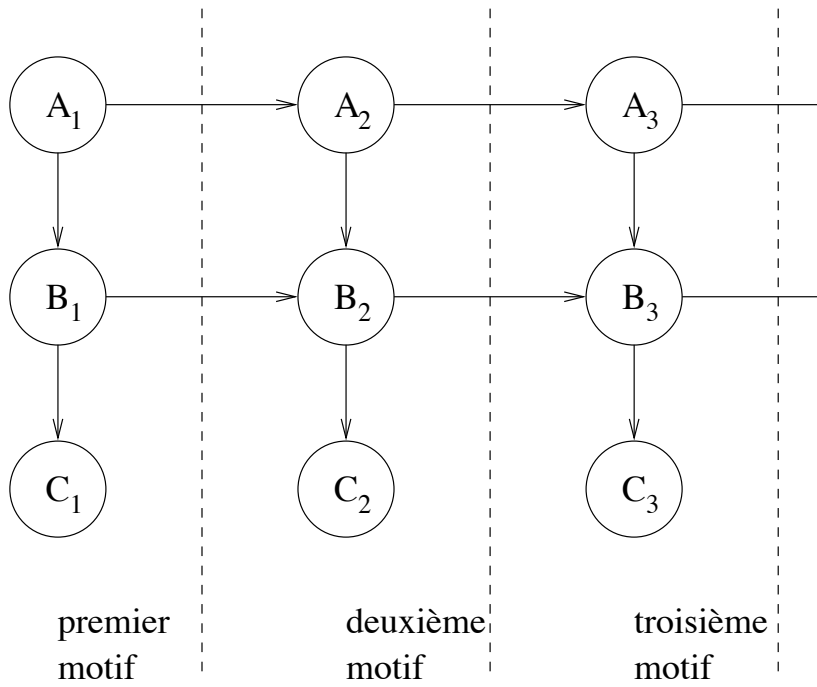 A₁ A₂ A₃
B₁ B₂ B₃
C₁ C₂ C₃
premier deuxième troisième
motif motif motif